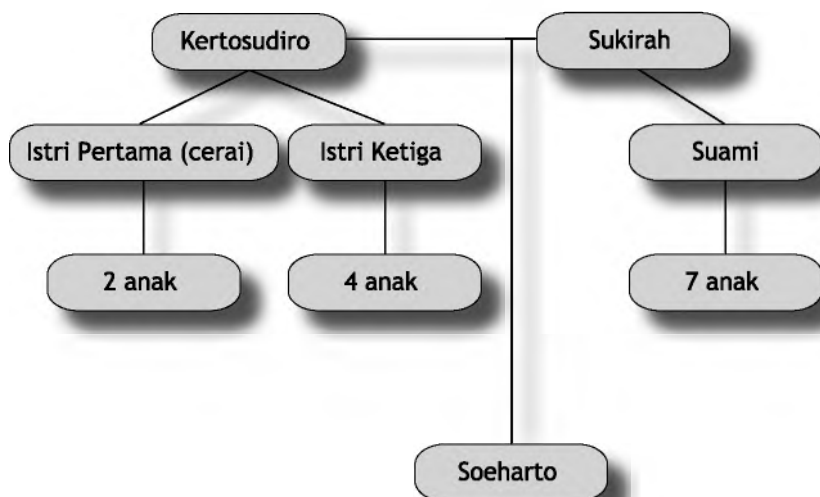 Kertosudiro
Sukirah
Istri Pertama (cerai)
Istri Ketiga
Suami
2 anak
4 anak
7 anak
Soeharto